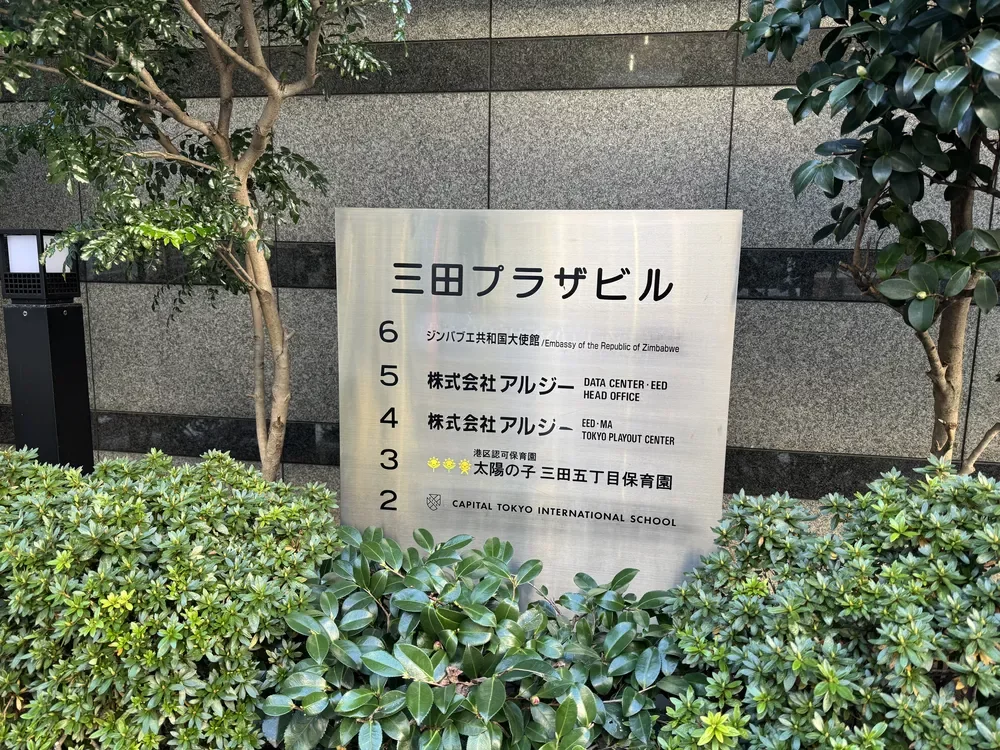 三田プラザビル
6 ジンバブエ共和国大使館/Embassy of the Republic of Zimbabwe
5 株式会社アルジー DATA CENTER・EED
HEAD OFFICE
4 株式会社アルジー EED・MA
TOKYO PLAYOUT CENTER
港区認可保育園
3 太陽の子 三田五丁目保育園
2 CAPITAL TOKYO INTERNATIONAL SCHOOL